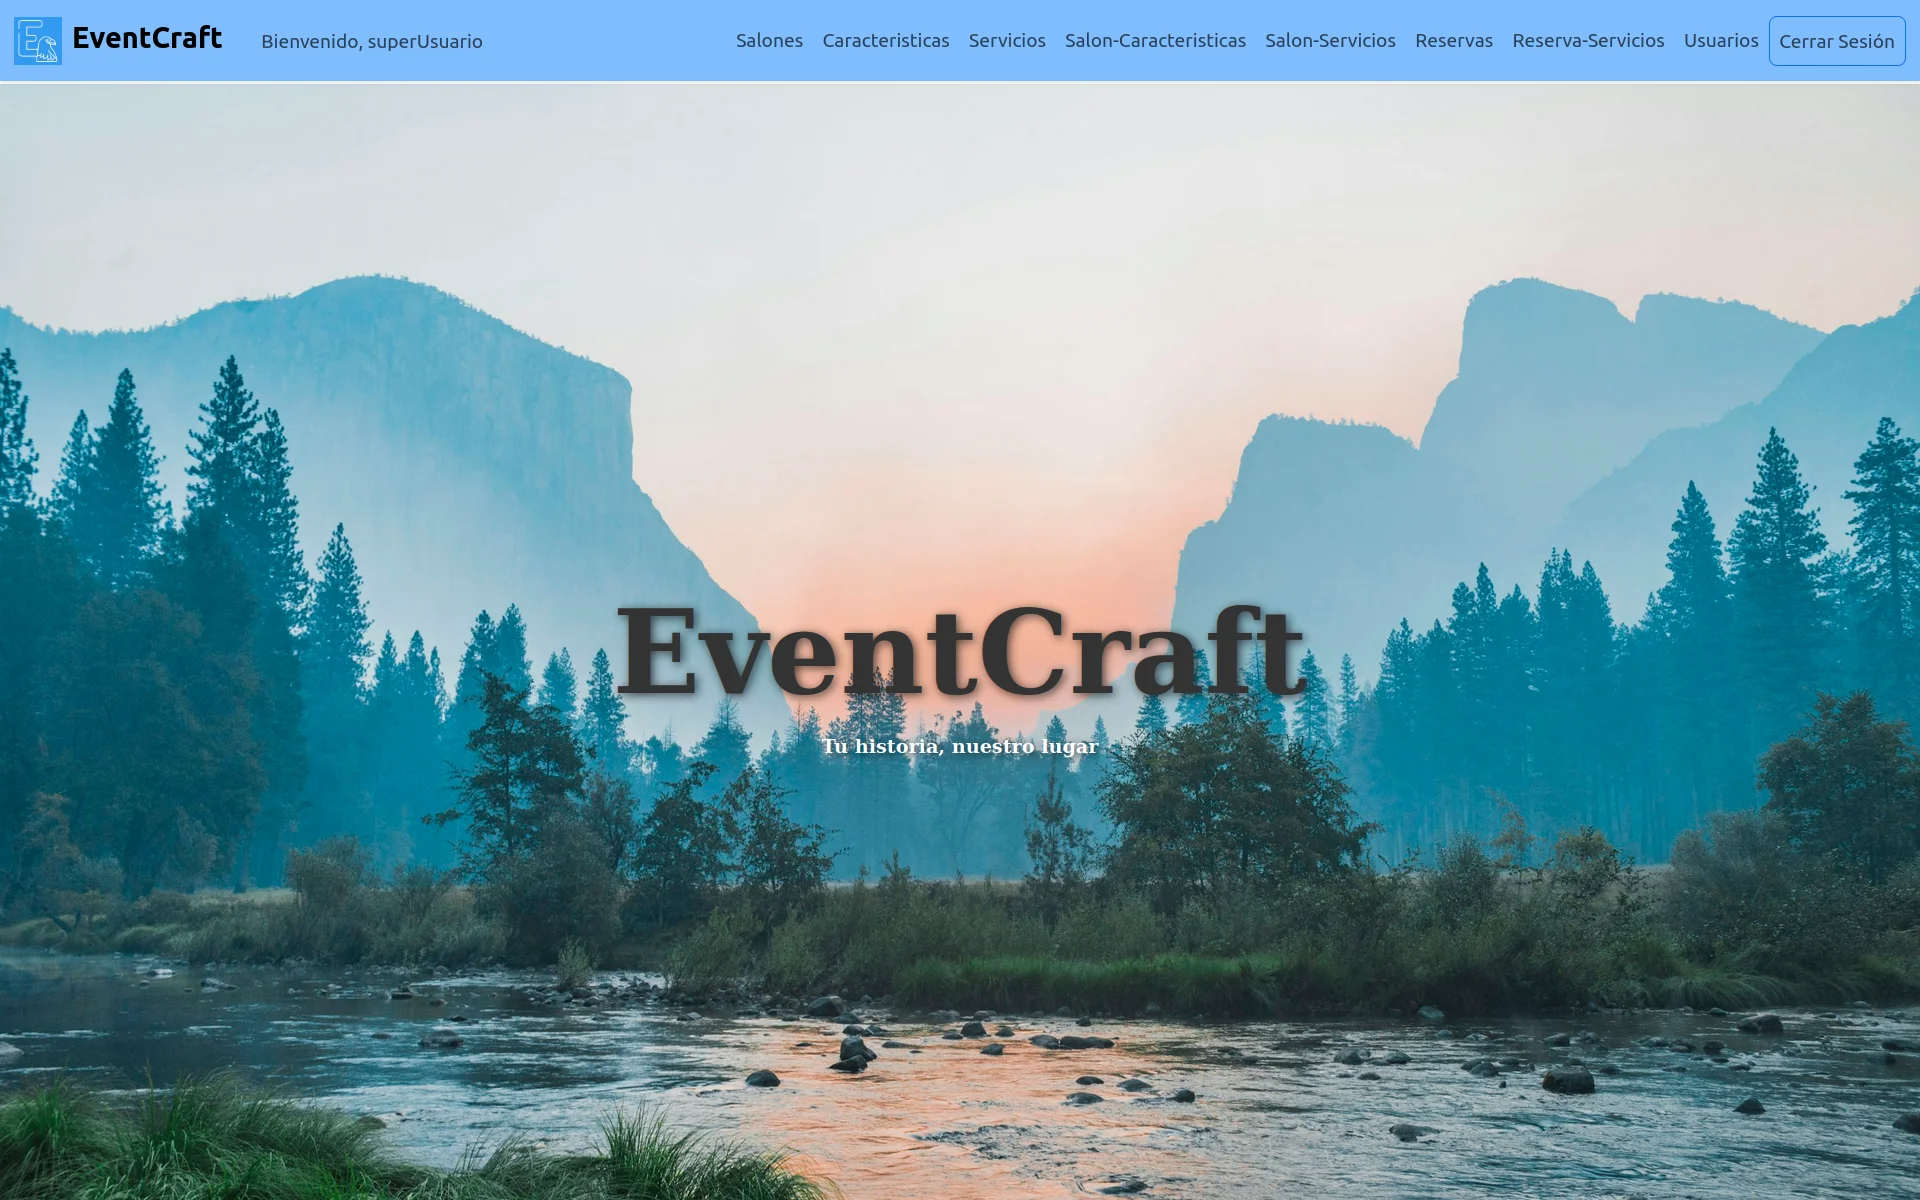 EventCraft
Bienvenido, superUsuario
Salones Caracteristicas Servicios Salon-Caracteristicas Salon-Servicios Reservas Reserva-Servicios Usuarios Cerrar Sesión
EventCraft
Tu historia, nuestro lugar